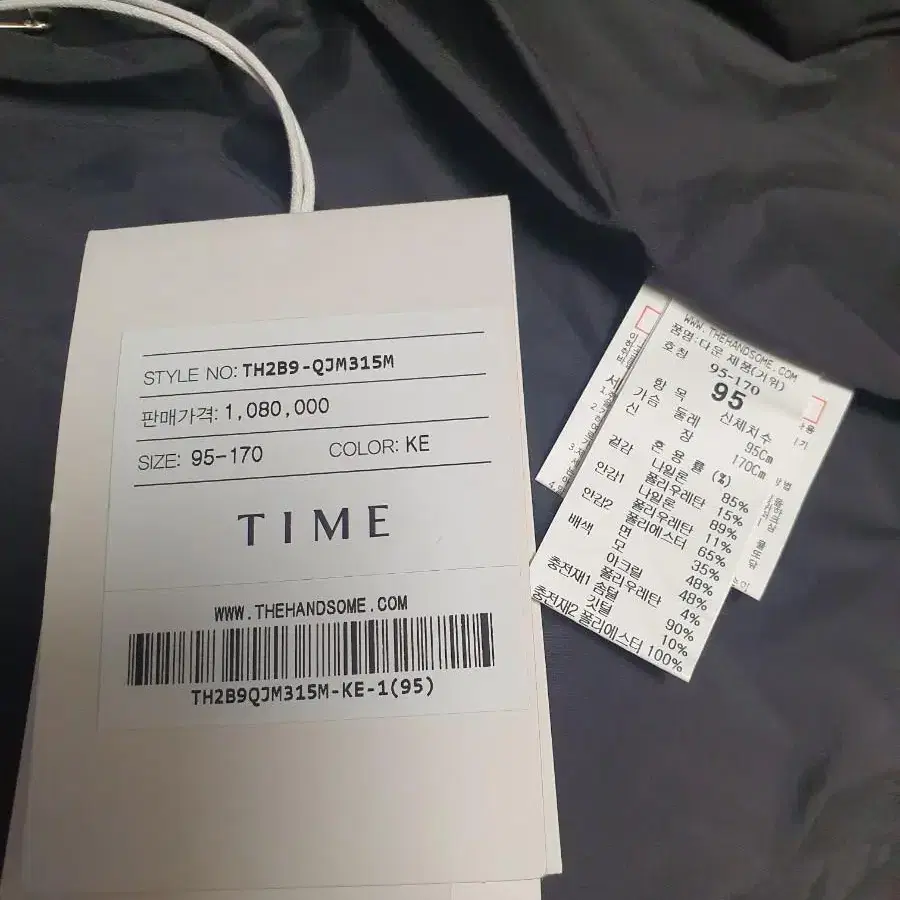 STYLE NO: TH2B9-QJM315M
판매가격: 1,080,000
SIZE: 95-170 COLOR: KE
TIME
WWW.THEHANDSOME.COM
TH2B9QJM315M-KE-1(95)
WWW.THEHANDSOME.COM
품명:다운 제품(거위)
호칭 95-170
95
항목 신체치수
가슴 둘레 95Cm
신장 170Cm
혼용률(%)
겉감 나일론 85%
폴리우레탄 15%
안감1 나일론 89%
폴리우레탄 11%
안감2 폴리에스터 65%
면 35%
배색 모 48%
아크릴 48%
폴리우레탄 4%
충전재1 솜털 90%
깃털 10%
충전재2 폴리에스터 100%